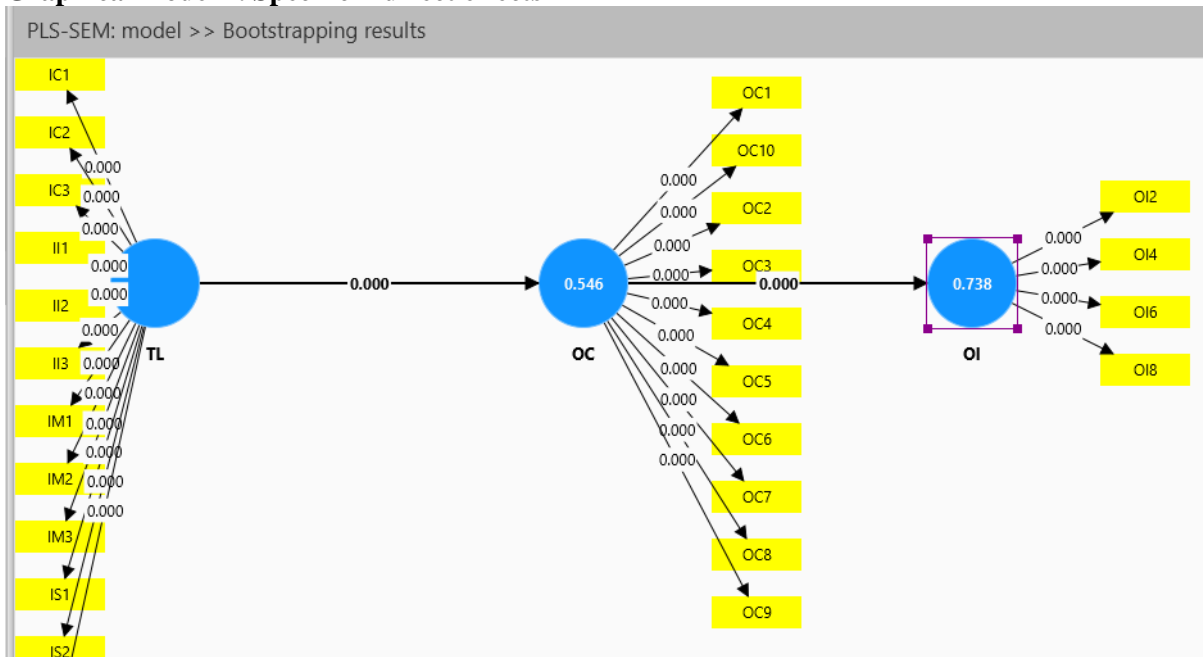 PLS-SEM: model >> Bootstrapping results
IC1
IC2
IC3
II1
II2
II3
IM1
IM2
IM3
IS1
IS2
0.000
0.000
0.000
0.000
0.000
0.000
0.000
0.000
0.000
0.000
0.000
0.000
TL
0.000
0.546
OC
0.000
0.000
0.000
0.000
0.000
0.000
0.000
0.000
0.000
0.000
OC1
OC10
OC2
OC3
OC4
OC5
OC6
OC7
OC8
OC9
0.000
0.738
OI
0.000
0.000
0.000
0.000
OI2
OI4
OI6
OI8